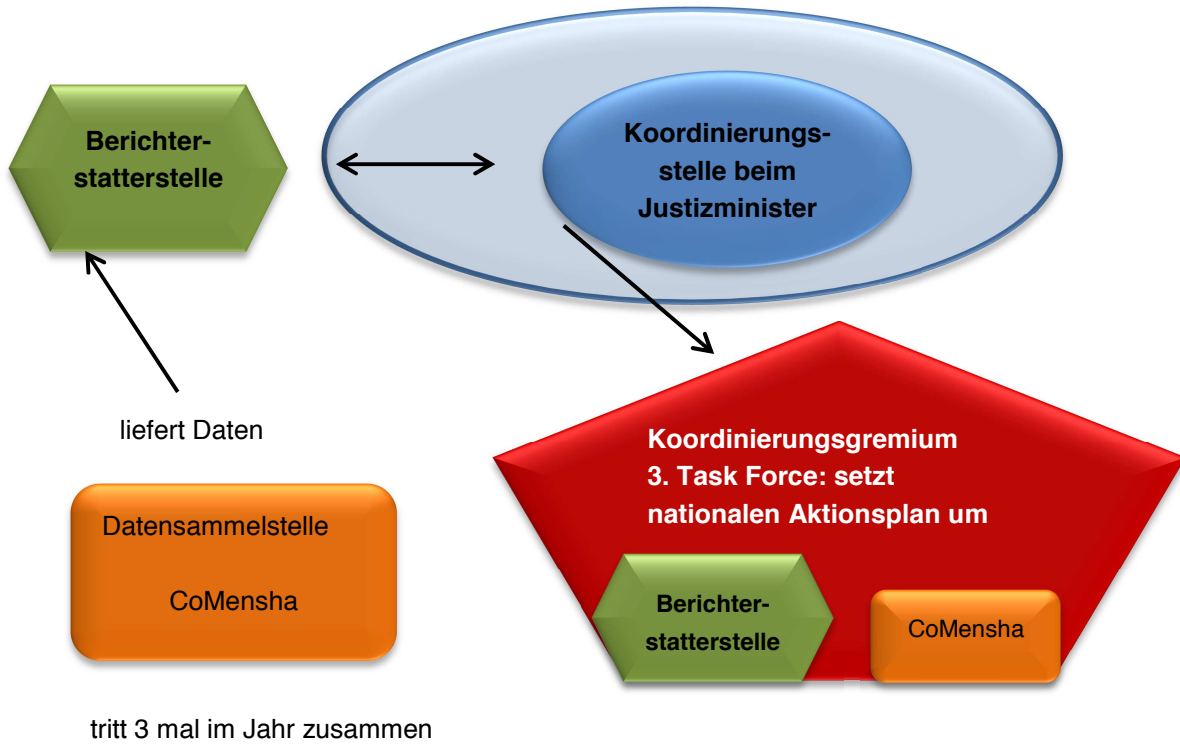 Berichter-
statterstelle
Koordinierungs-
stelle beim
Justizminister
liefert Daten
Koordinierungsgremium
3. Task Force: setzt
nationalen Aktionsplan um
Datensammelstelle
CoMensha
Berichter-
statterstelle
CoMensha
tritt 3 mal im Jahr zusammen